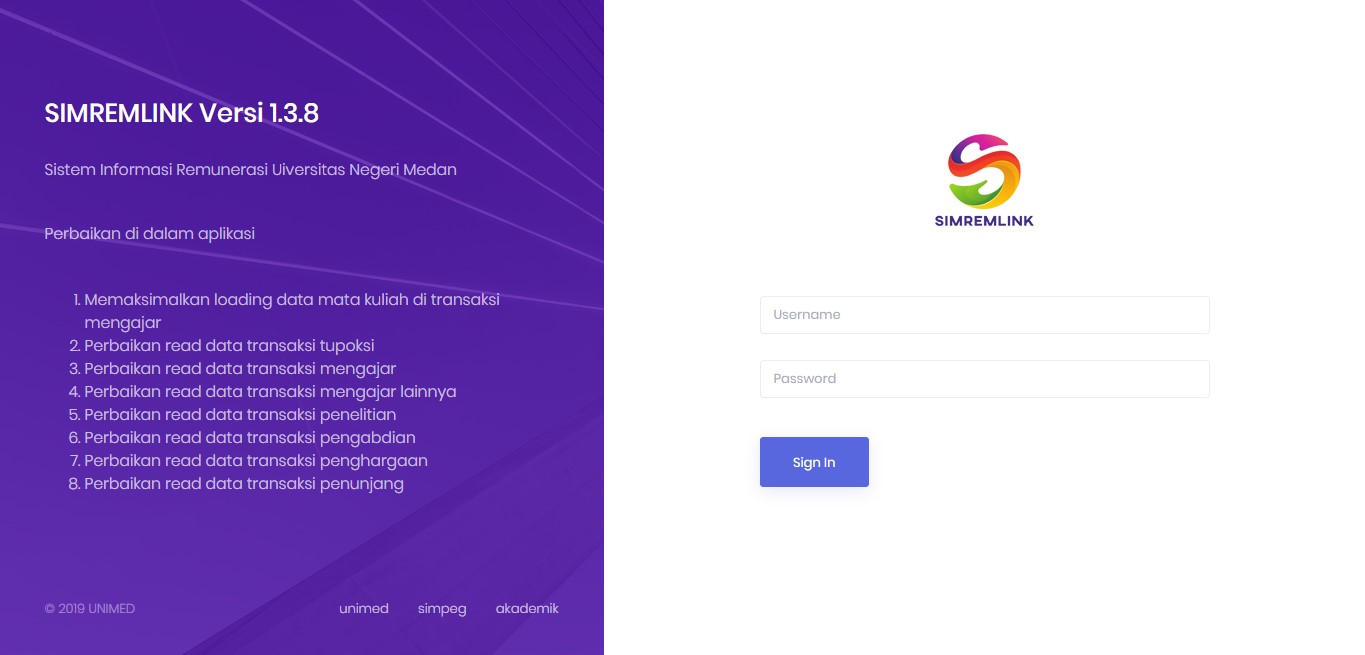 SIMREMLINK Versi 1.3.8
Sistem Informasi Remunerasi Uiversitas Negeri Medan
Perbaikan di dalam aplikasi
1. Memaksimalkan loading data mata kuliah di transaksi
mengajar
2. Perbaikan read data transaksi tupoksi
3. Perbaikan read data transaksi mengajar
4. Perbaikan read data transaksi mengajar lainnya
5. Perbaikan read data transaksi penelitian
6. Perbaikan read data transaksi pengabdian
7. Perbaikan read data transaksi penghargaan
8. Perbaikan read data transaksi penunjang
© 2019 UNIMED
unimed simpeg akademik
SIMREMLINK
Username
Password
Sign In